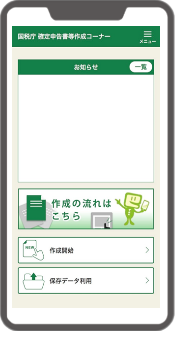 国税庁 確定申告書等作成コーナー
メニュー
お知らせ
一覧
作成の流れは
こちら
NEW
作成開始
保存データ利用